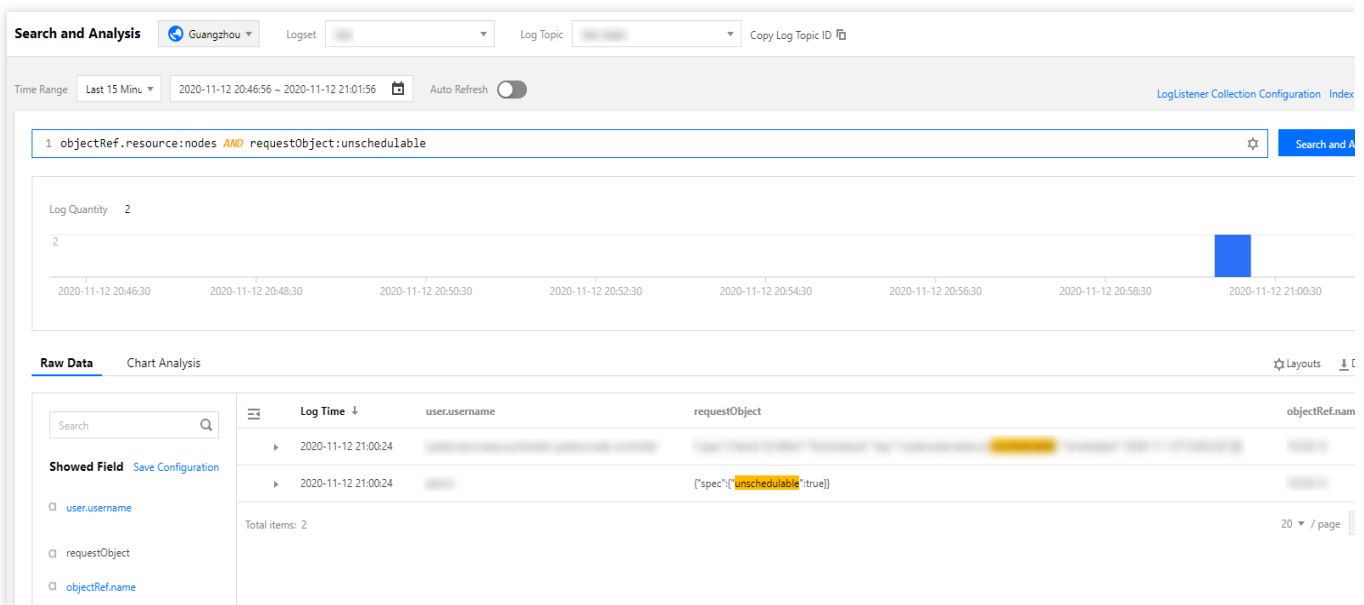 Search and Analysis Guangzhou Logset Log Topic Copy Log Topic ID
Time Range Last 15 Minu 2020-11-12 20:46:56 ~ 2020-11-12 21:01:56 Auto Refresh
LogListener Collection Configuration Index
1 objectRef.resource:nodes AND requestObject:unschedulable Search and A
Log Quantity 2
2
2020-11-12 20:46:30 2020-11-12 20:48:30 2020-11-12 20:50:30 2020-11-12 20:52:30 2020-11-12 20:54:30 2020-11-12 20:56:30 2020-11-12 20:58:30 2020-11-12 21:00:30
Raw Data Chart Analysis Layouts
Search Log Time ↓ user.username requestObject objectRef.nam
2020-11-12 21:00:24
Showed Field Save Configuration
2020-11-12 21:00:24 {"spec":{"unschedulable":true}}
user.username
Total items: 2 20 / page
requestObject
objectRef.name